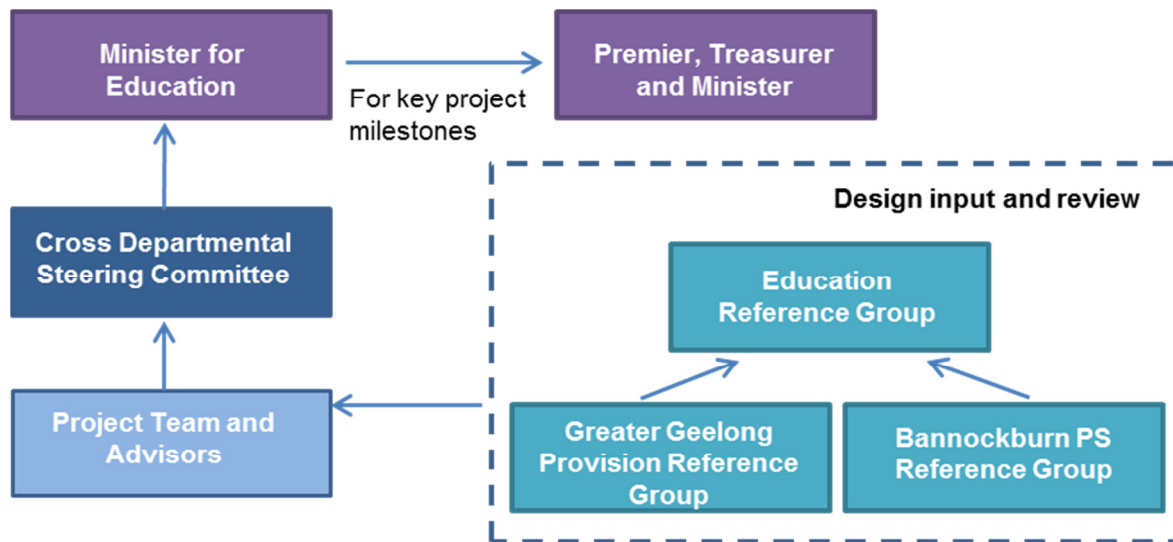 Minister for
Education
Premier, Treasurer
and Minister
For key project
milestones
Design input and review
Cross Departmental
Steering Committee
Education
Reference Group
Project Team and
Advisors
Greater Geelong
Provision Reference
Group
Bannockburn PS
Reference Group